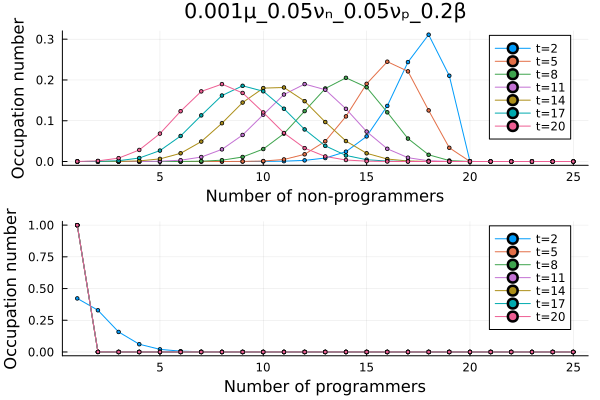 0.001μ_0.05νₙ_0.05νₚ_0.2β
Occupation number
0.3
0.2
0.1
0.0
t=2
t=5
t=8
t=11
t=14
t=17
t=20
5 10 15 20 25
Number of non-programmers
Occupation number
1.00
0.75
0.50
0.25
0.00
t=2
t=5
t=8
t=11
t=14
t=17
t=20
5 10 15 20 25
Number of programmers